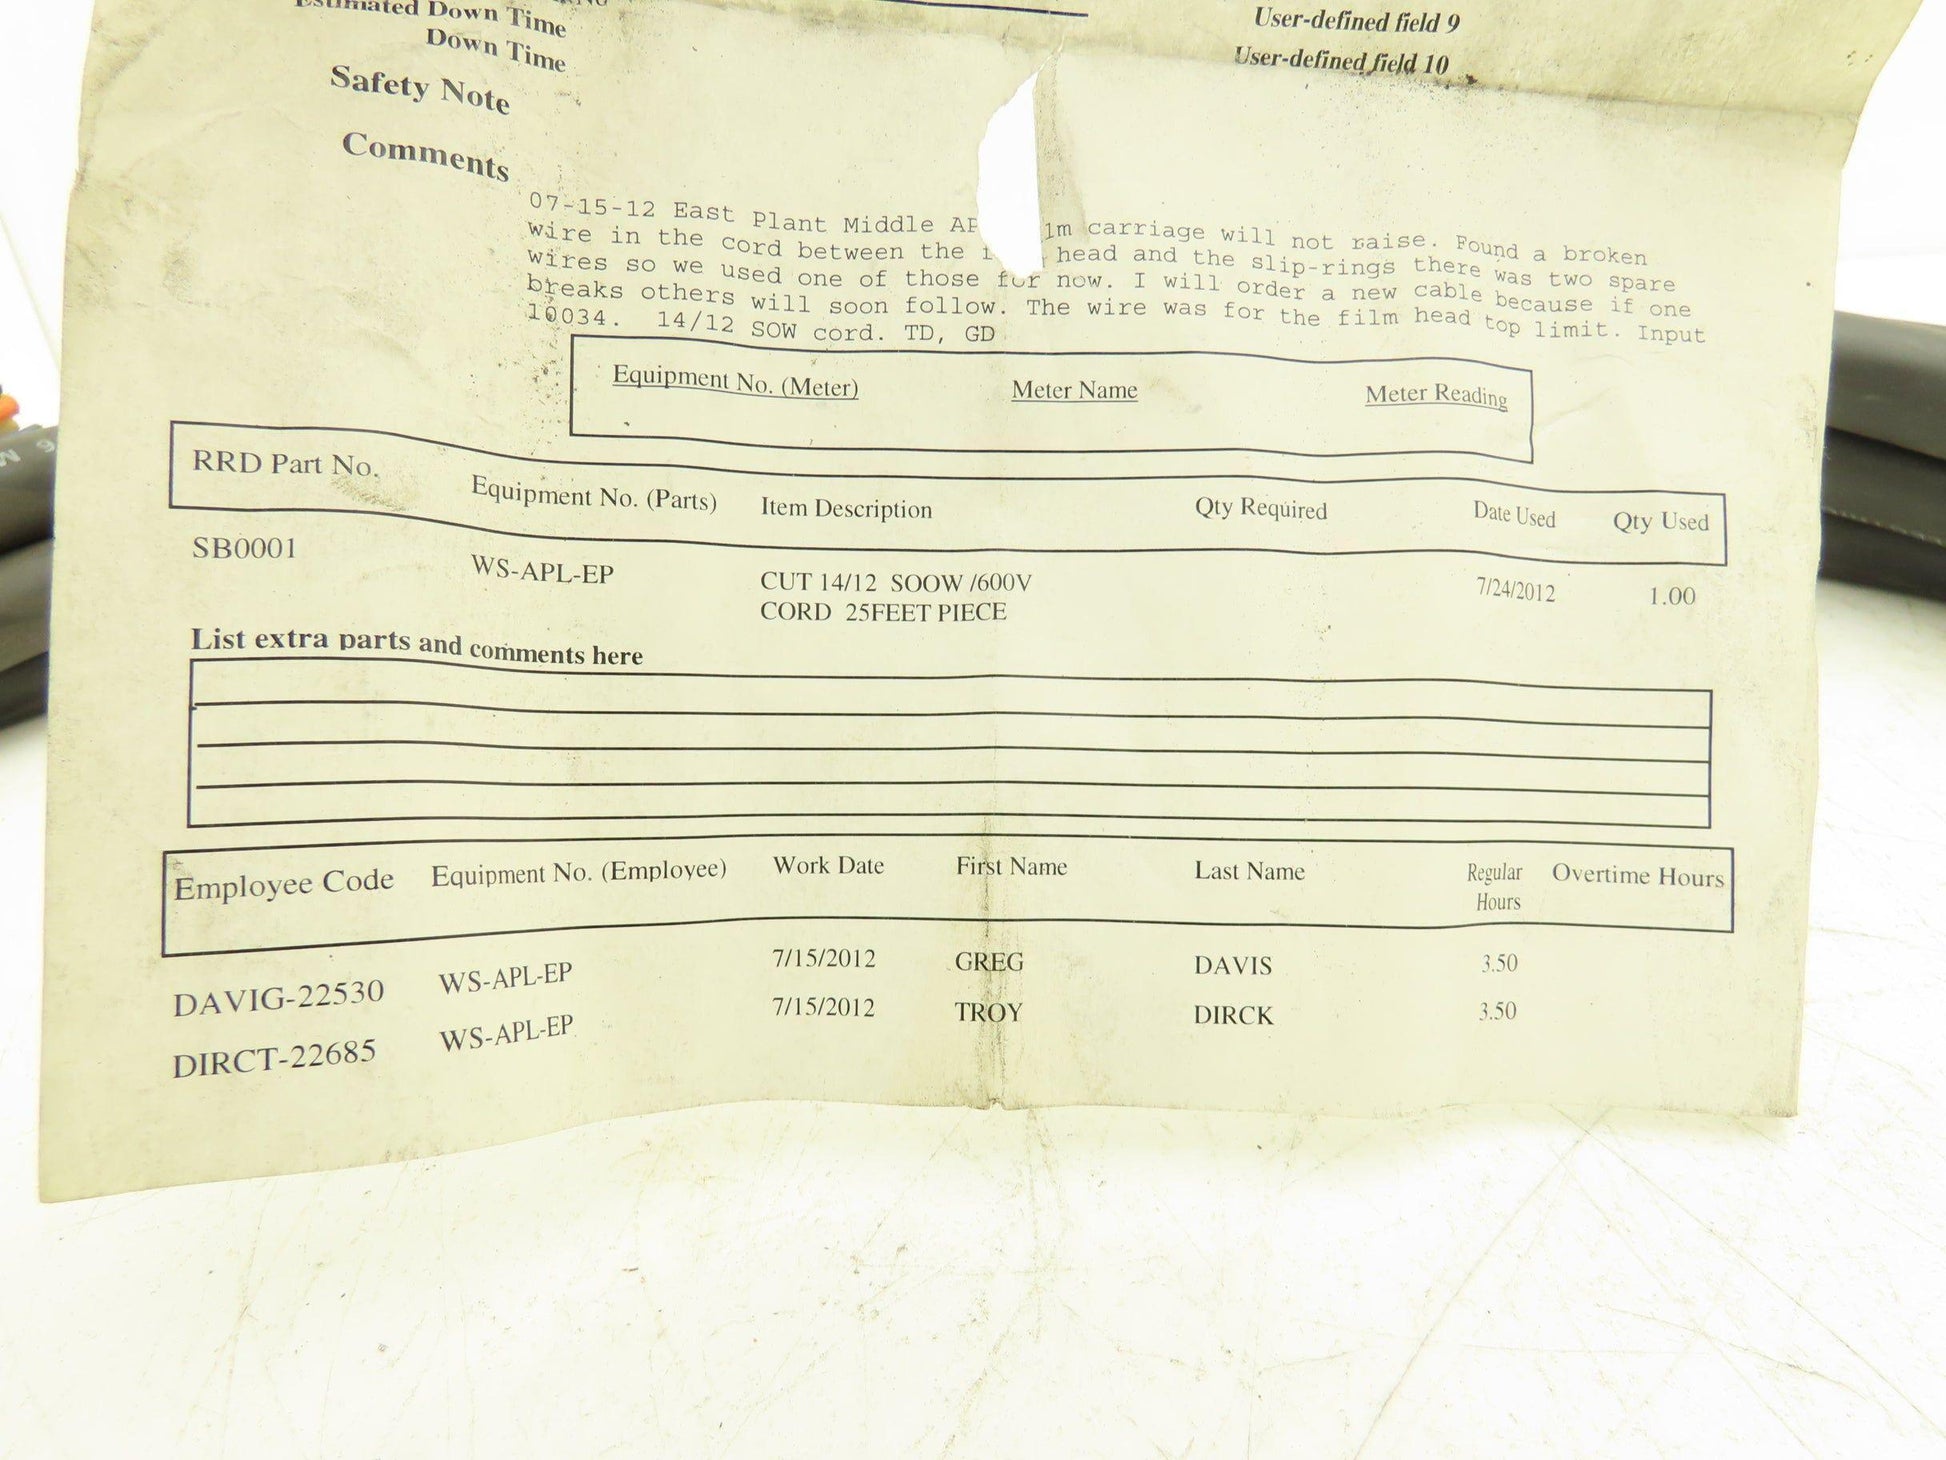 Estimated Down Time
Down Time
User-defined field 9
User-defined field 10
Safety Note
Comments
07-15-12 East Plant Middle carriage will not raise. Found a broken
wire in the cord between the head and the slip-rings there was two spare
wires so we used one of those for now. I will order a new cable because if one
breaks others will soon follow. The wire was for the film head top limit. Input
10034. 14/12 SOW cord. TD, GD
Equipment No. (Meter) Meter Name Meter Reading
RRD Part No. Equipment No. (Parts) Item Description Qty Required Date Used Qty Used
SB0001 WS-APL-EP CUT 14/12 SOOW /600V 7/24/2012 1.00
CORD 25FEET PIECE
List extra parts and comments here
Employee Code Equipment No. (Employee) Work Date First Name Last Name Regular Hours Overtime Hours
DAVIG-22530 WS-APL-EP 7/15/2012 GREG DAVIS 3.50
DIRCT-22685 WS-APL-EP 7/15/2012 TROY DIRCK 3.50